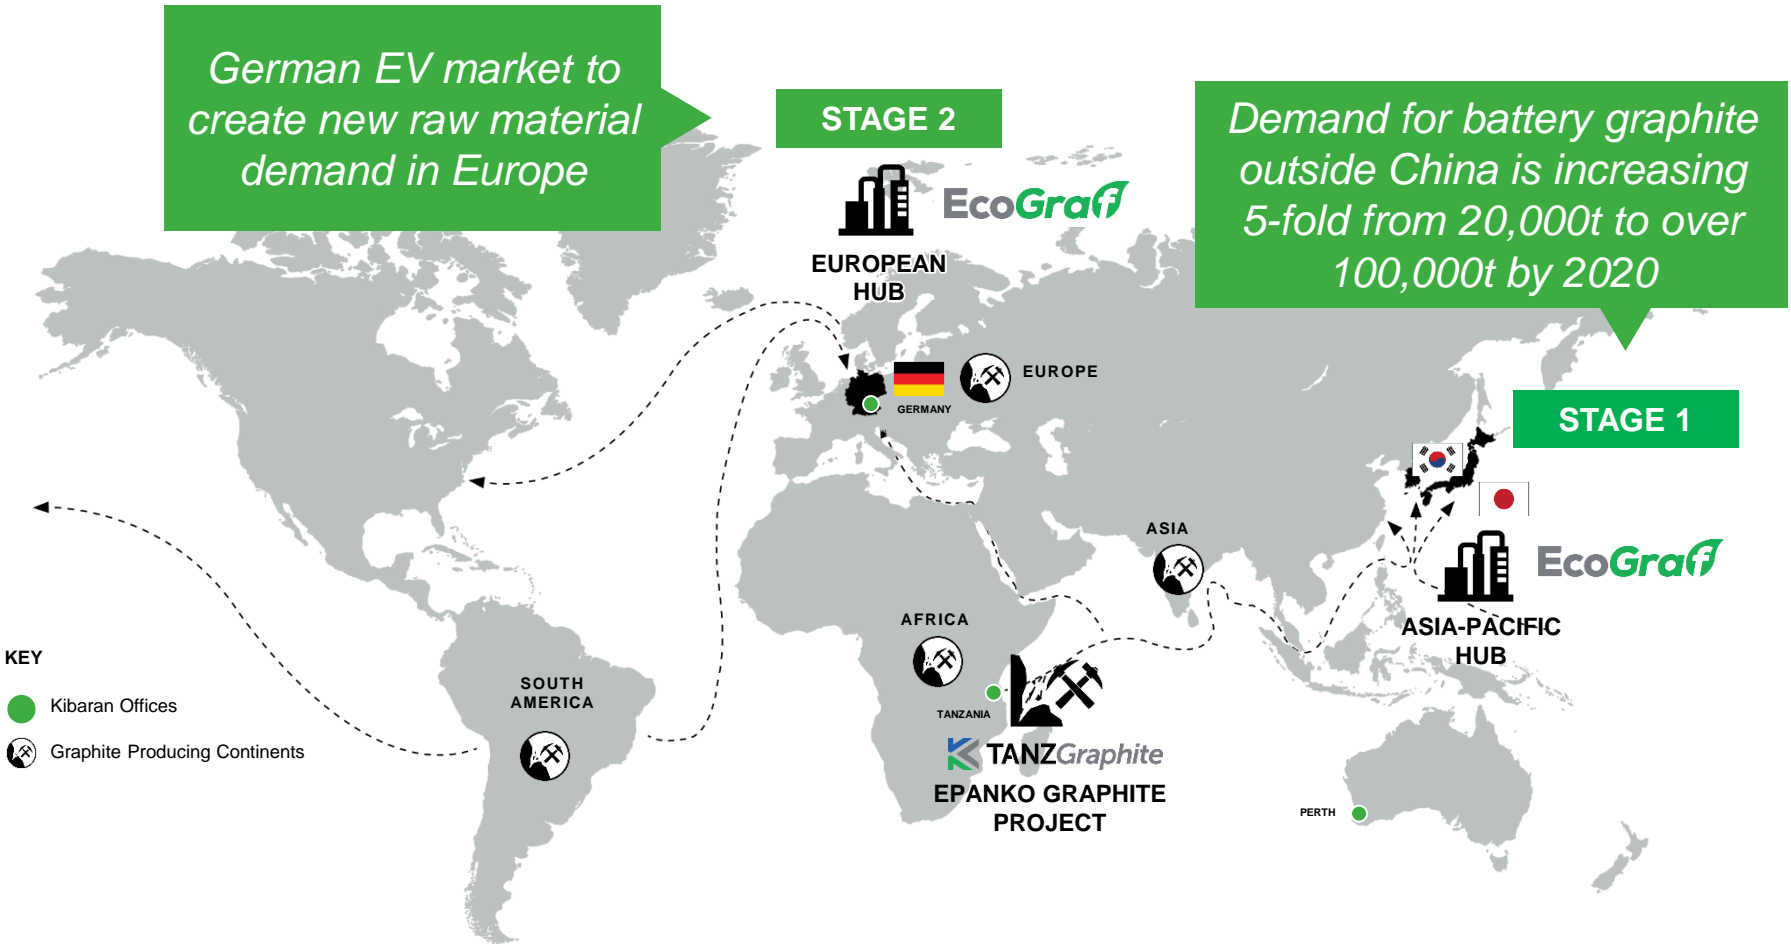 German EV market to
create new raw material
demand in Europe
STAGE 2
EcoGraf
EUROPEAN
HUB
Demand for battery graphite
outside China is increasing
5-fold from 20,000t to over
100,000t by 2020
STAGE 1
EUROPE
GERMANY
ASIA
EcoGraf
ASIA-PACIFIC
HUB
AFRICA
TANZANIA
TANZGraphite
EPANKO GRAPHITE
PROJECT
SOUTH
AMERICA
PERTH
KEY
Kibaran Offices
Graphite Producing Continents